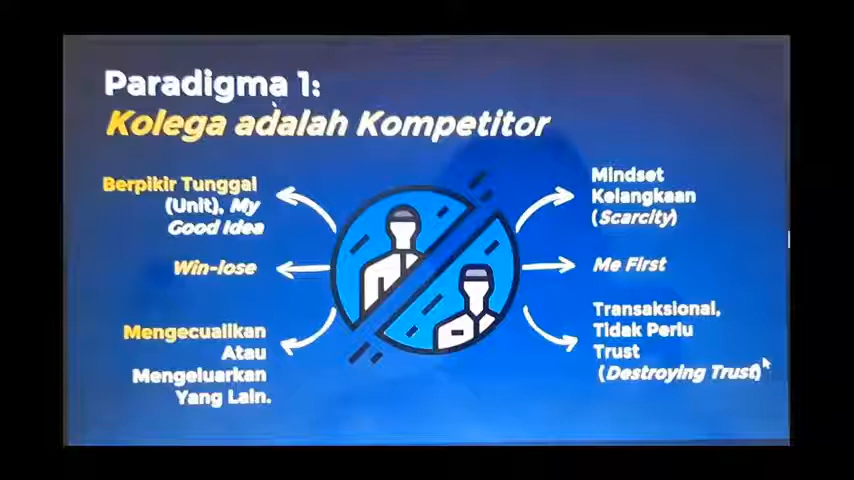 Paradigma 1:
Kolega adalah Kompetitor
Berpikir Tunggal
(Unit), My
Good Idea
Win-lose
Mengecualikan
Atau
Mengeluarkan
Yang Lain.
Mindset
Kelangkaan
(Scarcity)
Me First
Transaksional,
Tidak Perlu
Trust
(Destroying Trust)